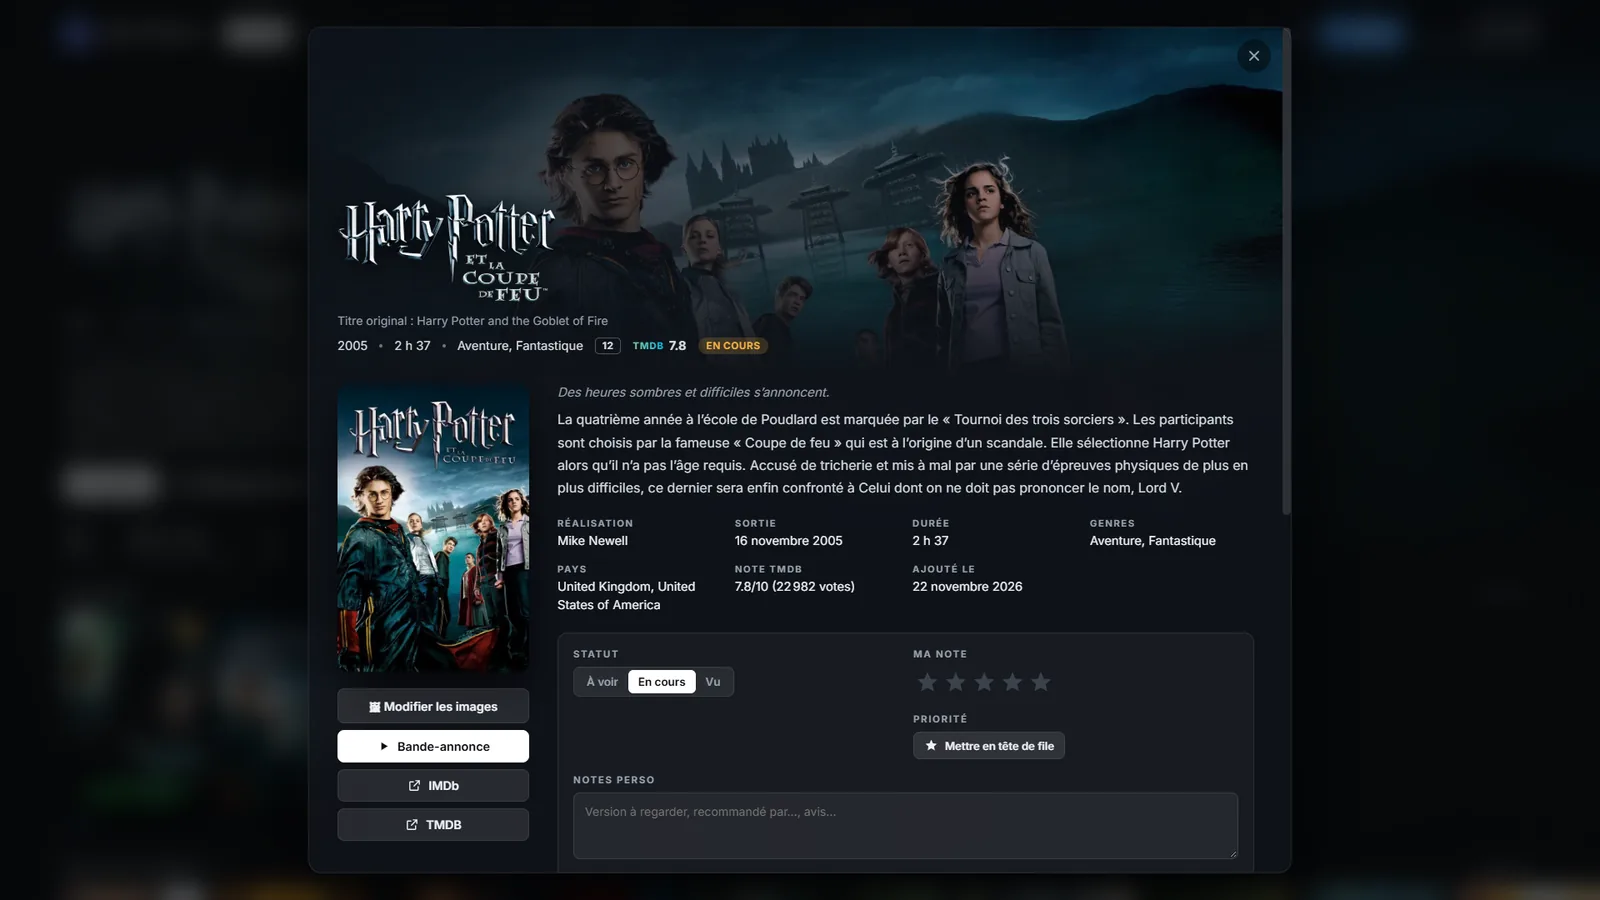 Harry Potter
ET LA
COUPE
DE FEU™
Titre original : Harry Potter and the Goblet of Fire
2005 • 2 h 37 • Aventure, Fantastique 12 TMDB 7.8 EN COURS
Harry Potter
ET LA
COUPE DE FEU
Des heures sombres et difficiles s’annoncent.
La quatrième année à l’école de Poudlard est marquée par le « Tournoi des trois sorciers ». Les participants
sont choisis par la fameuse « Coupe de feu » qui est à l’origine d’un scandale. Elle sélectionne Harry Potter
alors qu’il n’a pas l’âge requis. Accusé de tricherie et mis à mal par une série d’épreuves physiques de plus en
plus difficiles, ce dernier sera enfin confronté à Celui dont on ne doit pas prononcer le nom, Lord V.
RÉALISATION
Mike Newell
SORTIE
16 novembre 2005
DURÉE
2 h 37
GENRES
Aventure, Fantastique
PAYS
United Kingdom, United
States of America
NOTE TMDB
7.8/10 (22 982 votes)
AJOUTÉ LE
22 novembre 2026
Modifier les images
Bande-annonce
IMDb
TMDB
STATUT
À voir En cours Vu
MA NOTE
PRIORITÉ
Mettre en tête de file
NOTES PERSO
Version à regarder, recommandé par…, avis…